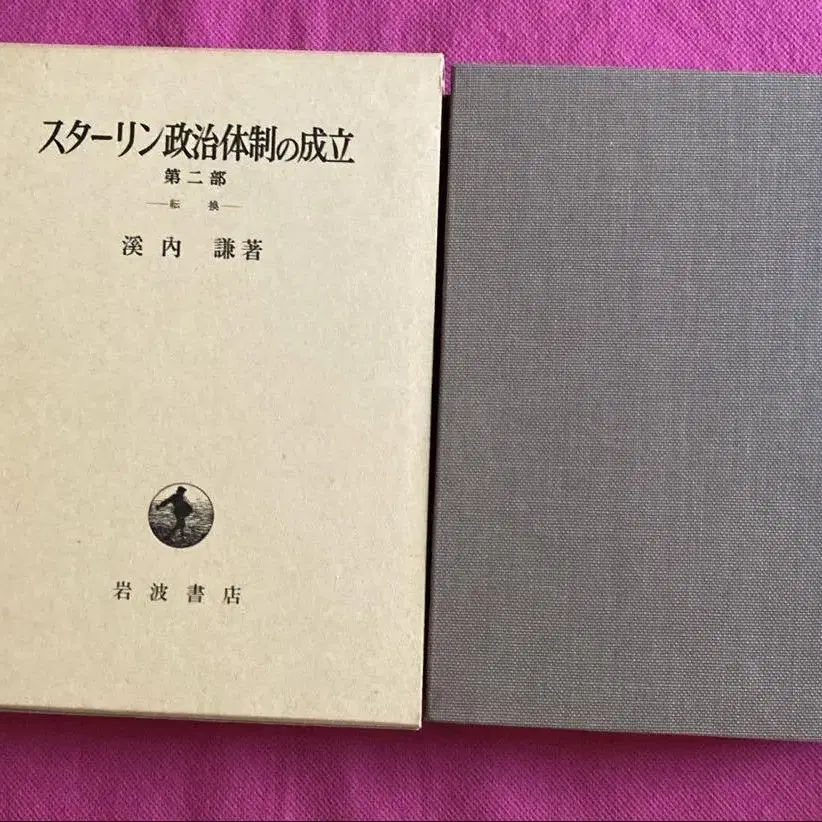 スターリン政治体制の成立
第二部
—転 換—
溪内 謙著
岩波書店